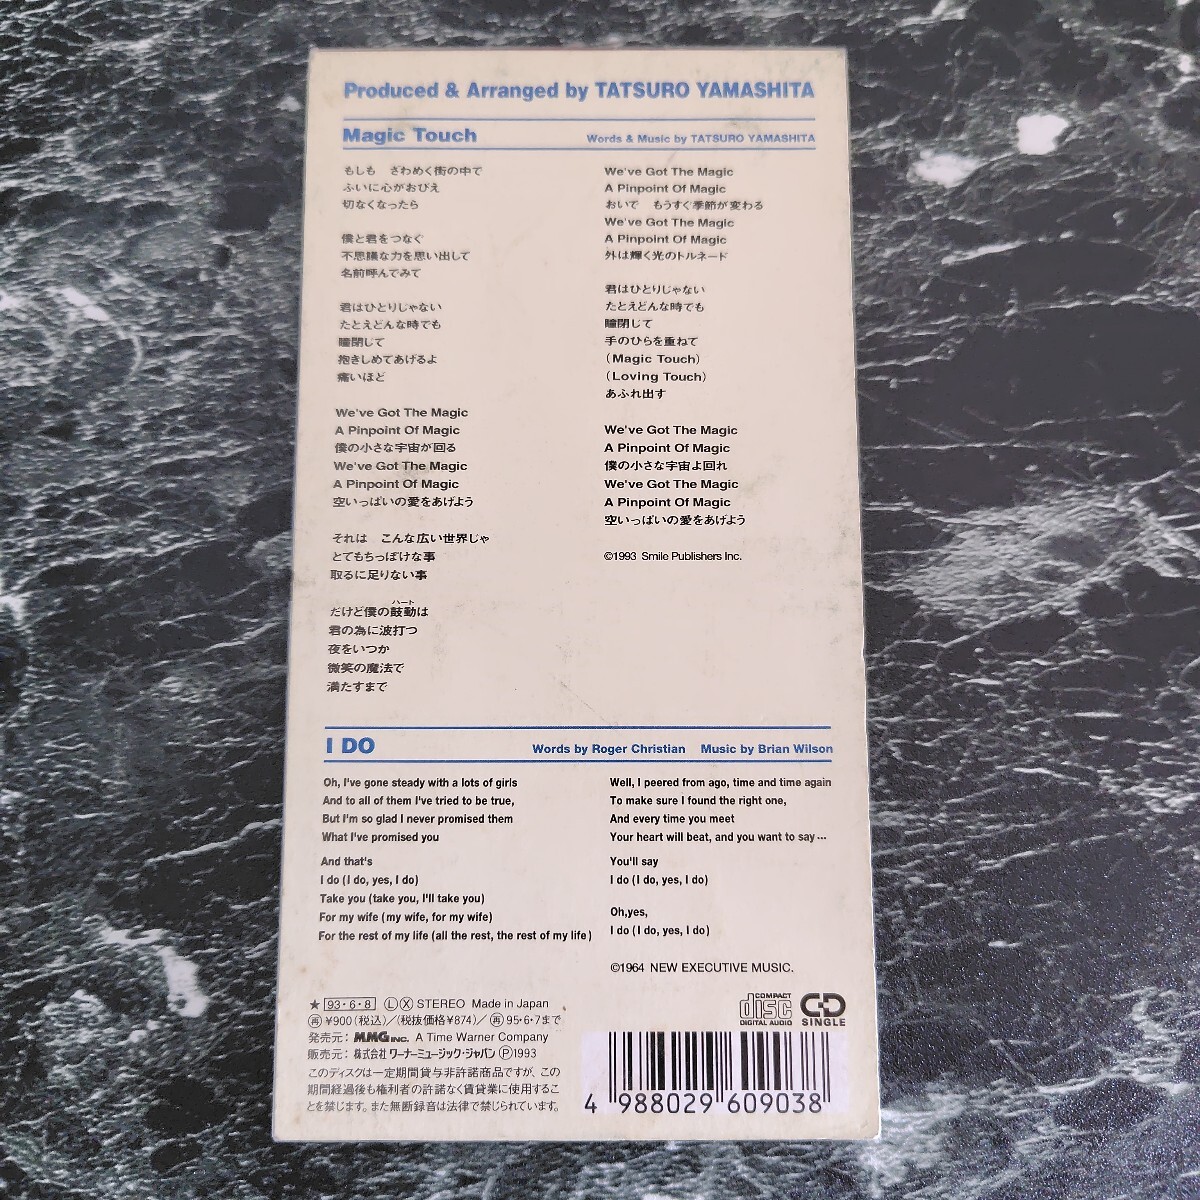 Produced & Arranged by TATSURO YAMASHITA
Magic Touch
Words & Music by TATSURO YAMASHITA
もしも　ざわめく街の中で
ふいに心がおびえ
切なくなったら
僕と君をつなぐ
不思議な力を思い出して
名前呼んでみて
君はひとりじゃない
たとえどんな時でも
瞳閉じて
抱きしめてあげるよ
痛いほど
We've Got The Magic
A Pinpoint Of Magic
僕の小さな宇宙が回る
We've Got The Magic
A Pinpoint Of Magic
空いっぱいの愛をあげよう
それは　こんな広い世界じゃ
とてもちっぽけな事
取るに足りない事
ハート
だけど僕の鼓動は
君の為に波打つ
夜をいつか
微笑の魔法で
満たすまで
We've Got The Magic
A Pinpoint Of Magic
おいで　もうすぐ季節が変わる
We've Got The Magic
A Pinpoint Of Magic
外は輝く光のトルネード
君はひとりじゃない
たとえどんな時でも
瞳閉じて
手のひらを重ねて
(Magic Touch)
(Loving Touch)
あふれ出す
We've Got The Magic
A Pinpoint Of Magic
僕の小さな宇宙よ回れ
We've Got The Magic
A Pinpoint Of Magic
空いっぱいの愛をあげよう
©1993 Smile Publishers Inc.
I DO
Words by Roger Christian　Music by Brian Wilson
Oh, I've gone steady with a lots of girls
And to all of them I've tried to be true,
But I'm so glad I never promised them
What I've promised you
And that's
I do (I do, yes, I do)
Take you (take you, I'll take you)
For my wife (my wife, for my wife)
For the rest of my life (all the rest, the rest of my life)
Well, I peered from ago, time and time again
To make sure I found the right one,
And every time you meet
Your heart will beat, and you want to say…
You'll say
I do (I do, yes, I do)
Oh,yes,
I do (I do, yes, I do)
©1964 NEW EXECUTIVE MUSIC.
★ 93・6・8 Ⓛ Ⓧ STEREO Made in Japan
㊢¥900(税込)/(税抜価格¥874)/㊢95・6・7まで
発売元：MMG INC. A Time Warner Company
販売元：株式会社 ワーナーミュージック・ジャパン Ⓟ1993
このディスクは一定期間貸与非許諾商品ですが、この
期間経過後も権利者の許諾なく賃貸業に使用するこ
とを禁じます。また無断録音は法律で禁じられています。
COMPACT
disc
DIGITAL AUDIO
CD
SINGLE
4 988029 609038